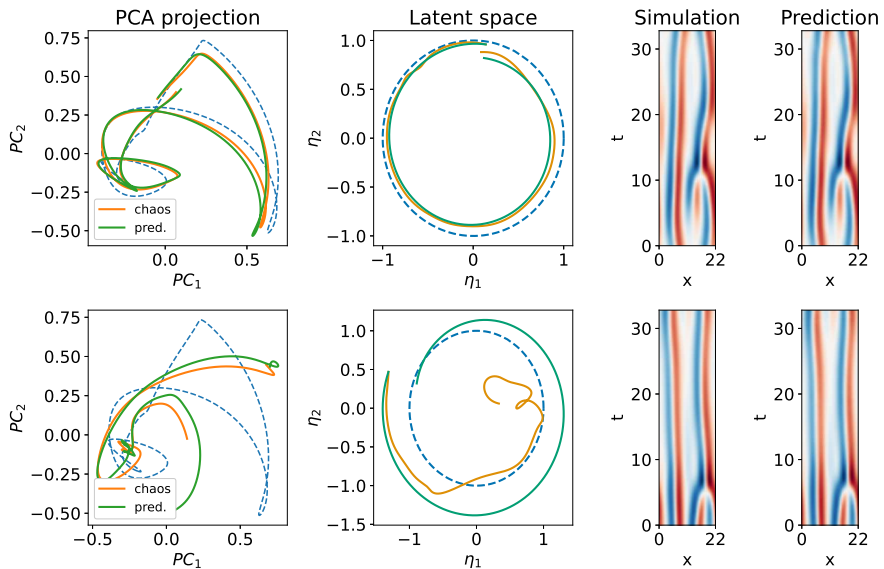 PCA projection
Latent space
Simulation
Prediction
0.75
0.50
0.25
0.00
−0.25
−0.50
PC2
0.0
0.5
PC1
chaos
pred.
1.0
0.5
0.0
−0.5
−1.0
η2
−1
0
1
η1
30
20
10
0
t
0
22
x
30
20
10
0
t
0
22
x
0.75
0.50
0.25
0.00
−0.25
−0.50
PC2
−0.5
0.0
0.5
PC1
chaos
pred.
1.0
0.5
0.0
−0.5
−1.0
−1.5
η2
−1
0
1
η1
30
20
10
0
t
0
22
x
30
20
10
0
t
0
22
x